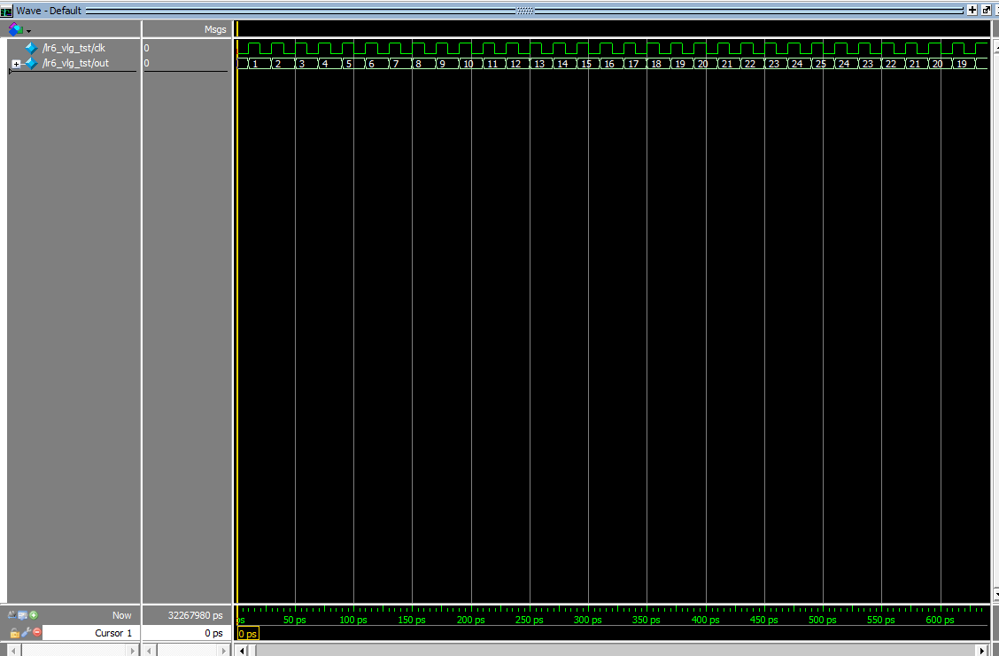 Wave - Default
Msgs
/lr6_vlg_tst/clk 0
/lr6_vlg_tst/out 0 1 2 3 4 5 6 7 8 9 10 11 12 13 14 15 16 17 18 19 20 21 22 23 24 25 24 23 22 21 20 19
Now 32267980 ps ps 50 ps 100 ps 150 ps 200 ps 250 ps 300 ps 350 ps 400 ps 450 ps 500 ps 550 ps 600 ps
Cursor 1 0 ps 0 ps